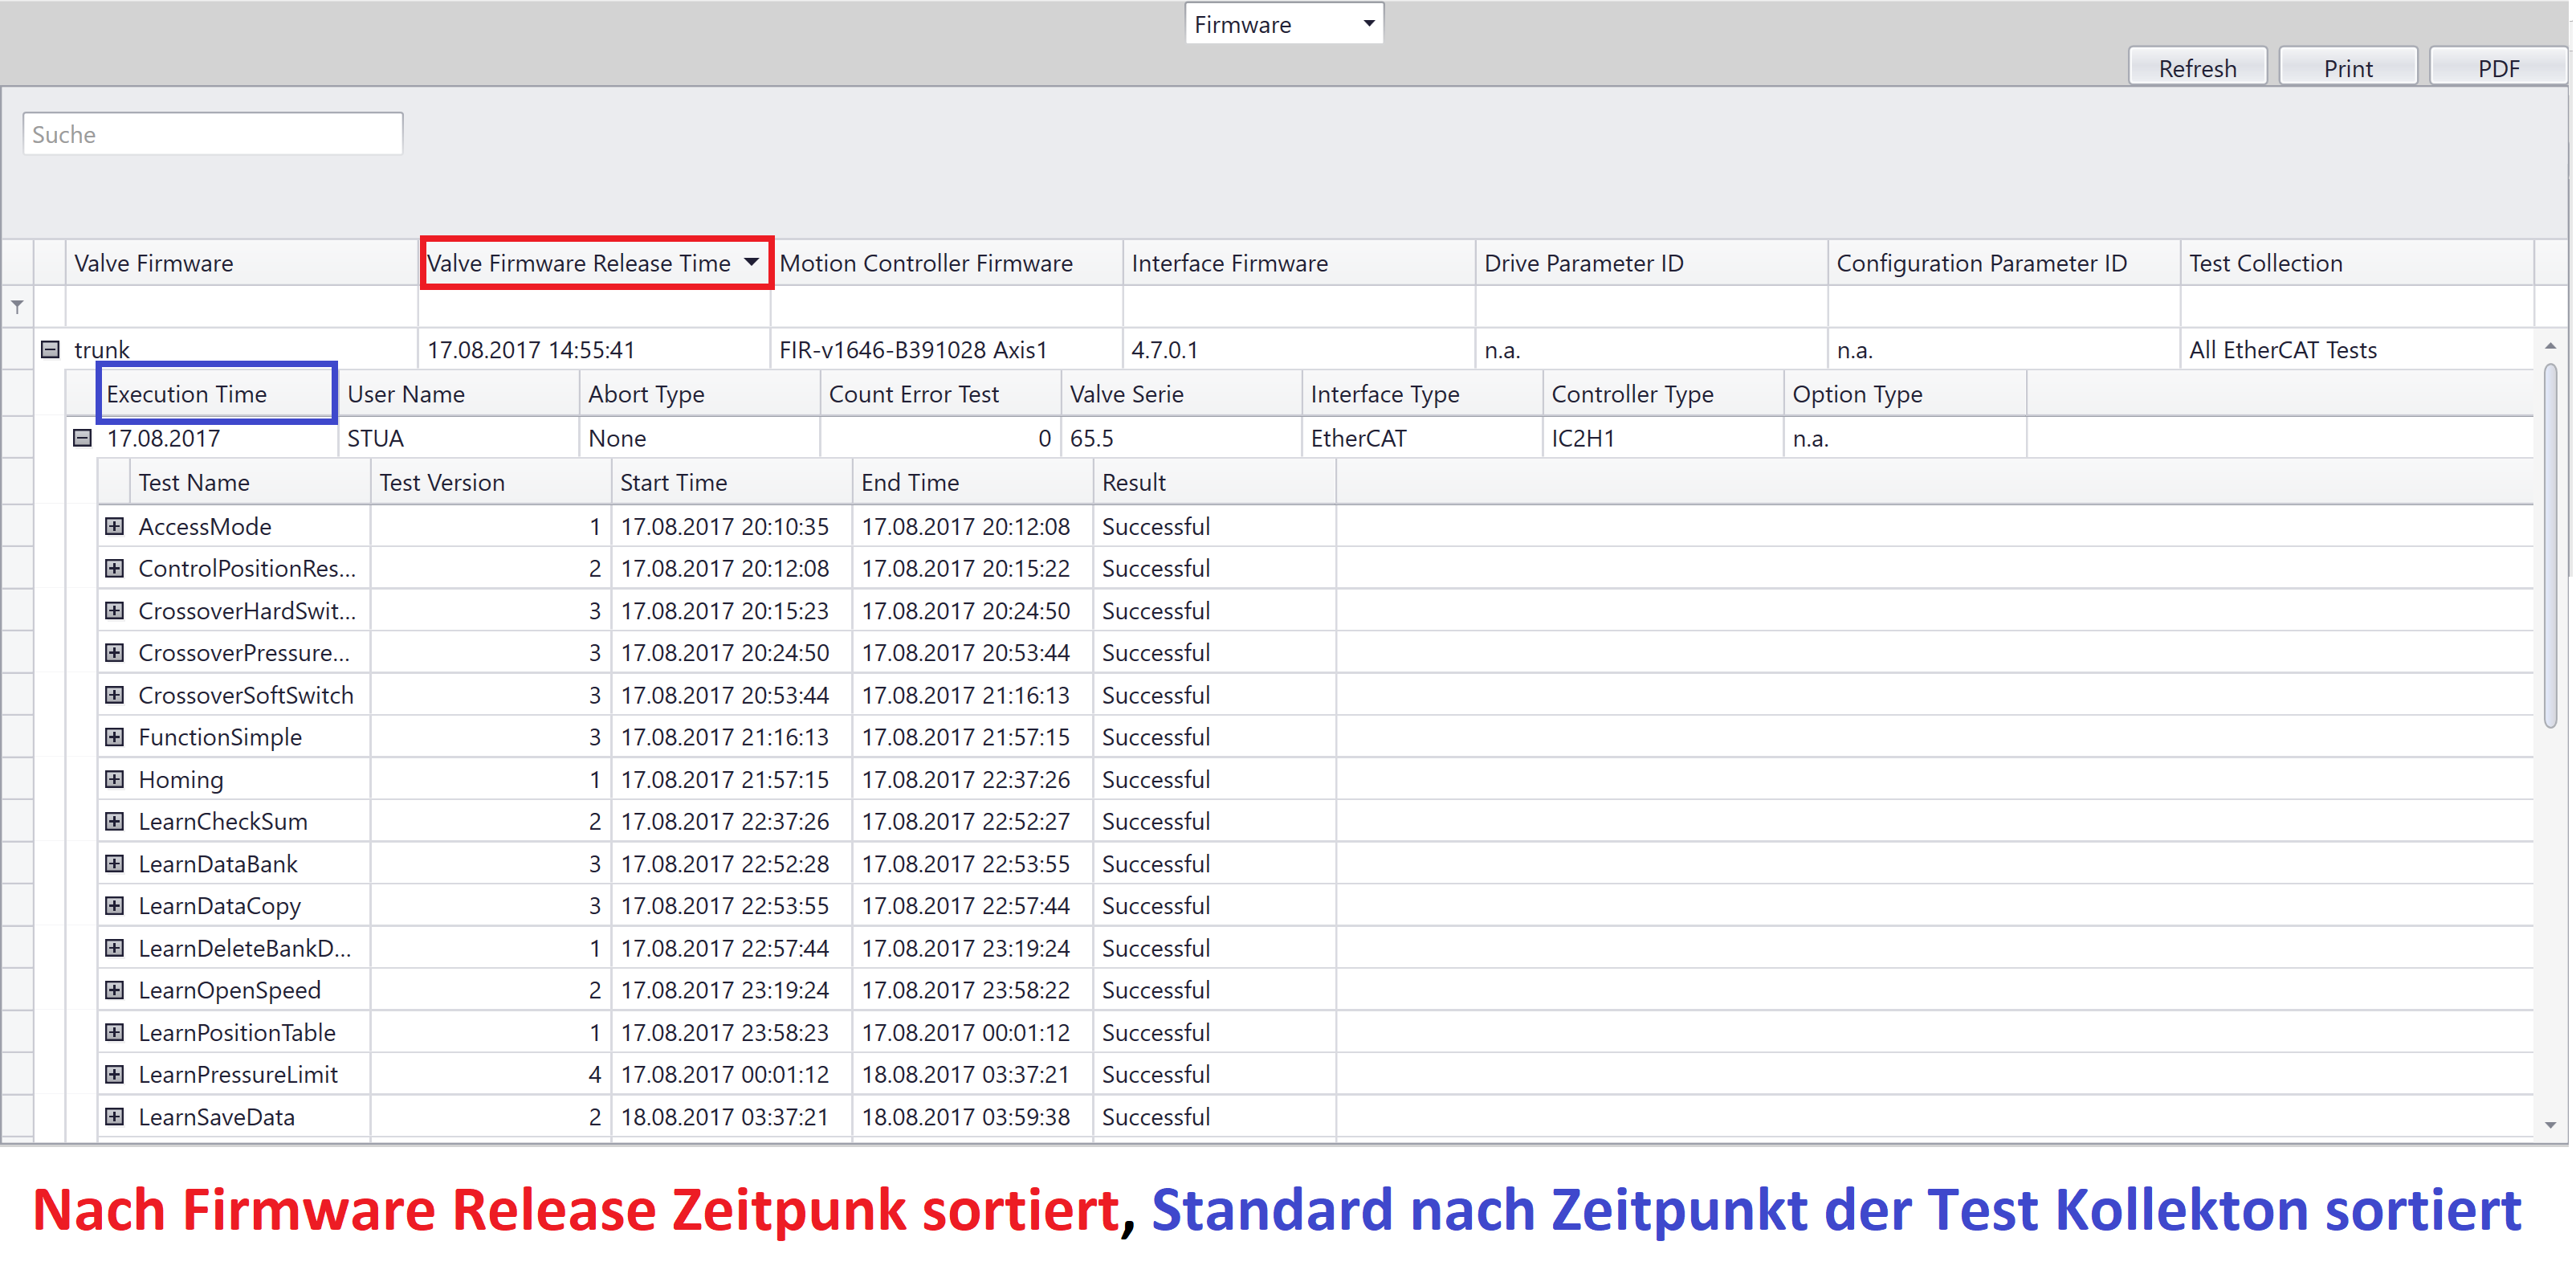 Firmware
Refresh Print PDF
Suche
Valve Firmware Valve Firmware Release Time Motion Controller Firmware Interface Firmware Drive Parameter ID Configuration Parameter ID Test Collection
trunk 17.08.2017 14:55:41 FIR-v1646-B391028 Axis1 4.7.0.1 n.a. n.a. All EtherCAT Tests
Execution Time User Name Abort Type Count Error Test Valve Serie Interface Type Controller Type Option Type
17.08.2017 STUA None 0 65.5 EtherCAT IC2H1 n.a.
Test Name Test Version Start Time End Time Result
AccessMode 1 17.08.2017 20:10:35 17.08.2017 20:12:08 Successful
ControlPositionRes... 2 17.08.2017 20:12:08 17.08.2017 20:15:22 Successful
CrossoverHardSwit... 3 17.08.2017 20:15:23 17.08.2017 20:24:50 Successful
CrossoverPressure... 3 17.08.2017 20:24:50 17.08.2017 20:53:44 Successful
CrossoverSoftSwitch 3 17.08.2017 20:53:44 17.08.2017 21:16:13 Successful
FunctionSimple 3 17.08.2017 21:16:13 17.08.2017 21:57:15 Successful
Homing 1 17.08.2017 21:57:15 17.08.2017 22:37:26 Successful
LearnCheckSum 2 17.08.2017 22:37:26 17.08.2017 22:52:27 Successful
LearnDataBank 3 17.08.2017 22:52:28 17.08.2017 22:53:55 Successful
LearnDataCopy 3 17.08.2017 22:53:55 17.08.2017 22:57:44 Successful
LearnDeleteBankD... 1 17.08.2017 22:57:44 17.08.2017 23:19:24 Successful
LearnOpenSpeed 2 17.08.2017 23:19:24 17.08.2017 23:58:22 Successful
LearnPositionTable 1 17.08.2017 23:58:23 17.08.2017 00:01:12 Successful
LearnPressureLimit 4 17.08.2017 00:01:12 18.08.2017 03:37:21 Successful
LearnSaveData 2 18.08.2017 03:37:21 18.08.2017 03:59:38 Successful
Nach Firmware Release Zeitpunk sortiert, Standard nach Zeitpunkt der Test Kollekton sortiert